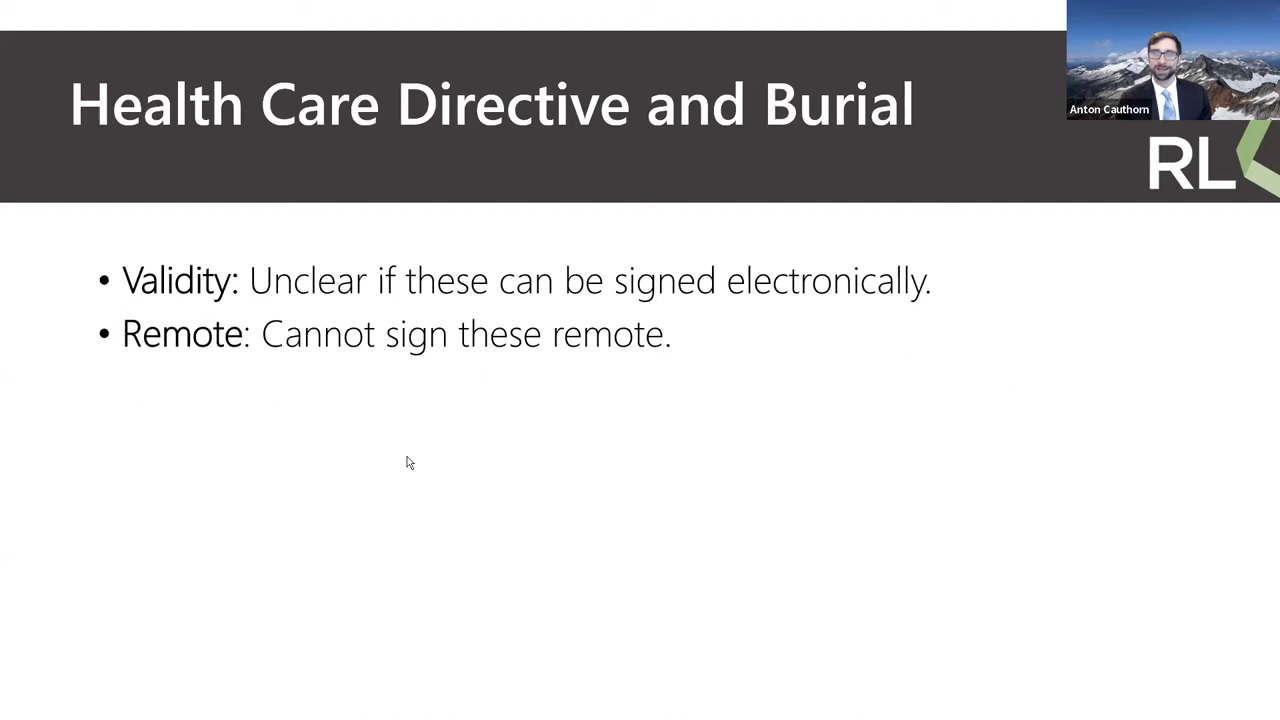 Health Care Directive and Burial
Anton Cauthorn
RL
• Validity: Unclear if these can be signed electronically.
• Remote: Cannot sign these remote.